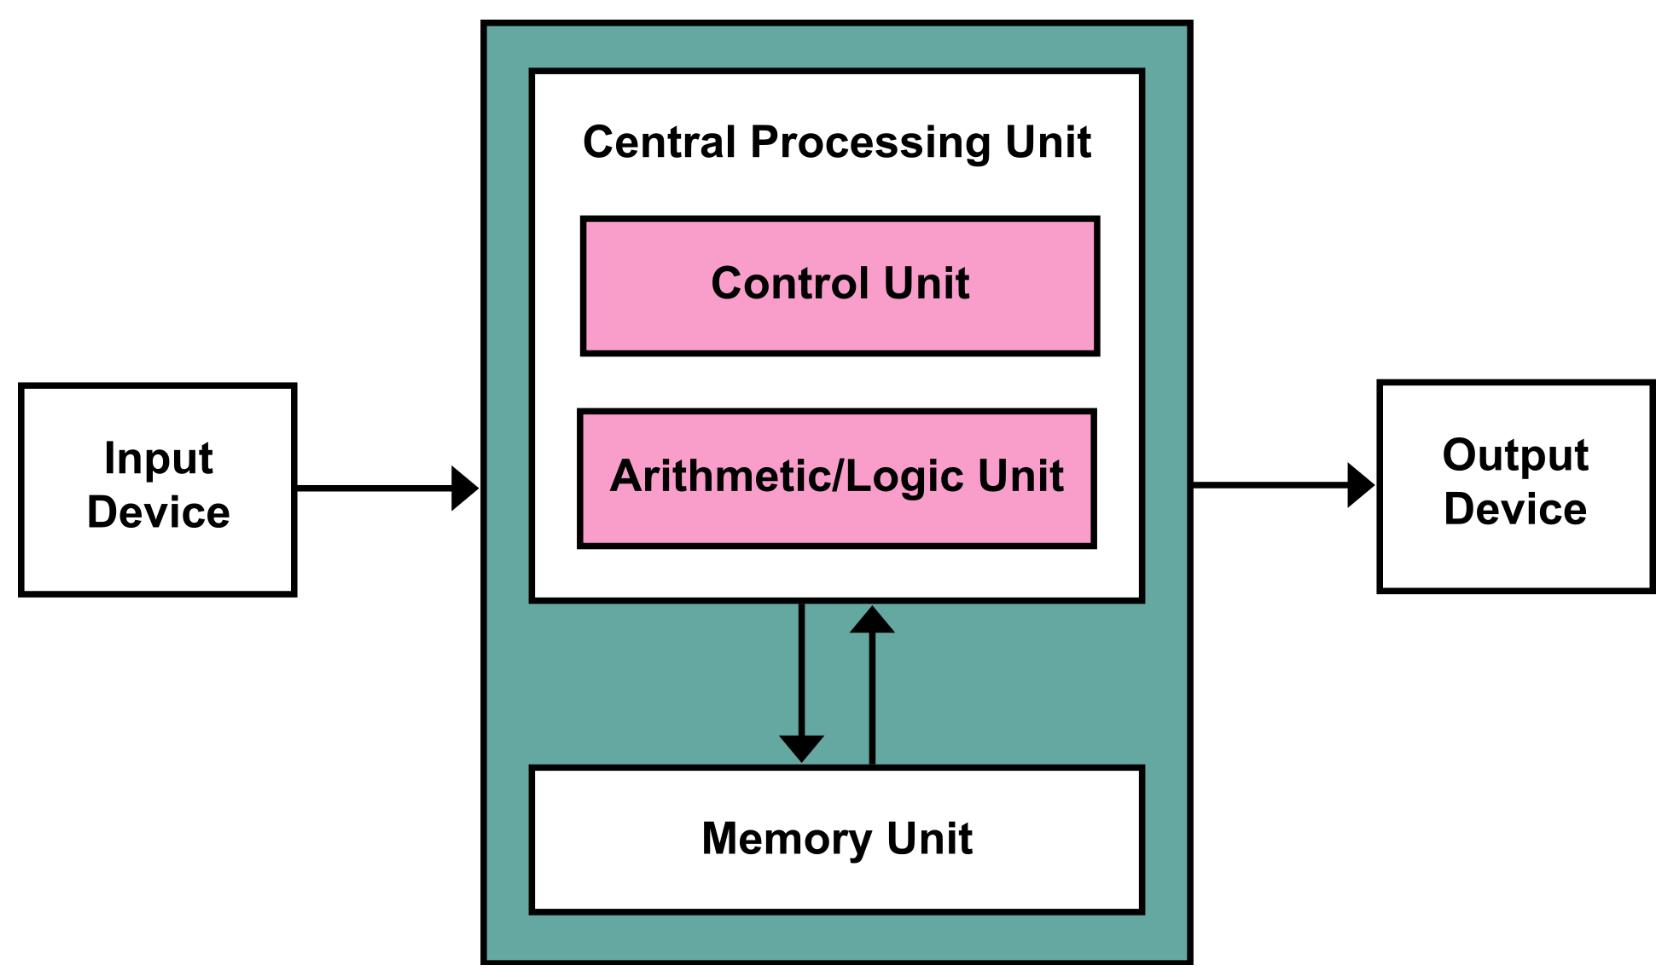 Central Processing Unit
Control Unit
Arithmetic/Logic Unit
Input
Device
Output
Device
Memory Unit